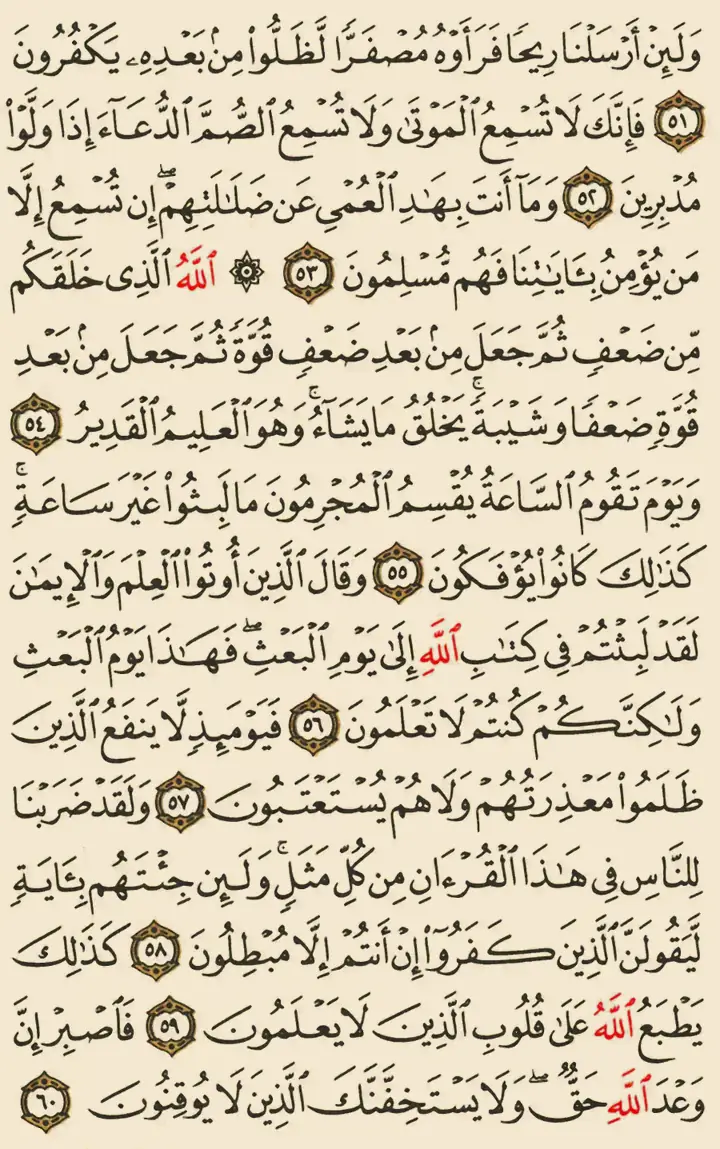 وَلَئِنْ أَرْسَلْنَا رِيحًا فَرَأَوْهُ مُصْفَرًّا لَّظَلُّوا۟ مِنۢ بَعْدِهِۦ يَكْفُرُونَ
٥١ فَإِنَّكَ لَا تُسْمِعُ ٱلْمَوْتَىٰ وَلَا تُسْمِعُ ٱلصُّمَّ ٱلدُّعَآءَ إِذَا وَلَّوْا۟
مُدْبِرِينَ ٥٢ وَمَآ أَنتَ بِهَـٰدِ ٱلْعُمْىِ عَن ضَلَـٰلَتِهِمْ ۖ إِن تُسْمِعُ إِلَّا
مَن يُؤْمِنُ بِـَٔايَـٰتِنَا فَهُم مُّسْلِمُونَ ٥٣ ۞ ٱللَّهُ ٱلَّذِى خَلَقَكُم
مِّن ضَعْفٍ ثُمَّ جَعَلَ مِنۢ بَعْدِ ضَعْفٍ قُوَّةً ثُمَّ جَعَلَ مِنۢ بَعْدِ
قُوَّةٍ ضَعْفًا وَشَيْبَةً ۚ يَخْلُقُ مَا يَشَآءُ ۚ وَهُوَ ٱلْعَلِيمُ ٱلْقَدِيرُ ٥٤
وَيَوْمَ تَقُومُ ٱلسَّاعَةُ يُقْسِمُ ٱلْمُجْرِمُونَ مَا لَبِثُوا۟ غَيْرَ سَاعَةٍ ۚ
كَذَٰلِكَ كَانُوا۟ يُؤْفَكُونَ ٥٥ وَقَالَ ٱلَّذِينَ أُوتُوا۟ ٱلْعِلْمَ وَٱلْإِيمَـٰنَ
لَقَدْ لَبِثْتُمْ فِى كِتَـٰبِ ٱللَّهِ إِلَىٰ يَوْمِ ٱلْبَعْثِ ۖ فَهَـٰذَا يَوْمُ ٱلْبَعْثِ
وَلَـٰكِنَّكُمْ كُنتُمْ لَا تَعْلَمُونَ ٥٦ فَيَوْمَئِذٍ لَّا يَنفَعُ ٱلَّذِينَ
ظَلَمُوا۟ مَعْذِرَتُهُمْ وَلَا هُمْ يُسْتَعْتَبُونَ ٥٧ وَلَقَدْ ضَرَبْنَا
لِلنَّاسِ فِى هَـٰذَا ٱلْقُرْءَانِ مِن كُلِّ مَثَلٍ ۚ وَلَئِن جِئْتَهُم بِـَٔايَةٍ
لَّيَقُولَنَّ ٱلَّذِينَ كَفَرُوٓا۟ إِنْ أَنتُمْ إِلَّا مُبْطِلُونَ ٥٨ كَذَٰلِكَ
يَطْبَعُ ٱللَّهُ عَلَىٰ قُلُوبِ ٱلَّذِينَ لَا يَعْلَمُونَ ٥٩ فَٱصْبِرْ إِنَّ
وَعْدَ ٱللَّهِ حَقٌّ ۖ وَلَا يَسْتَخِفَّنَّكَ ٱلَّذِينَ لَا يُوقِنُونَ ٦٠